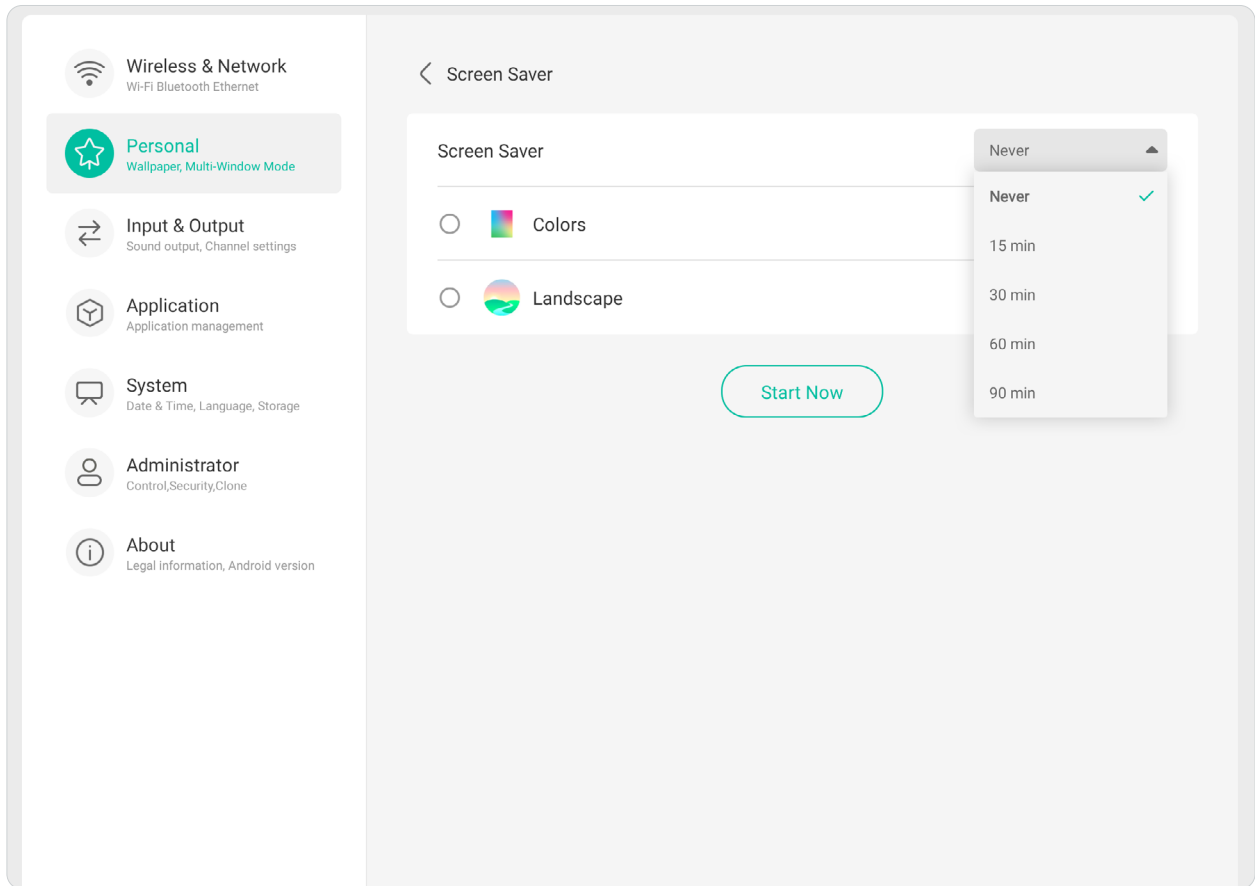 Wireless & Network
Wi-Fi Bluetooth Ethernet
Personal
Wallpaper, Multi-Window Mode
Input & Output
Sound output, Channel settings
Application
Application management
System
Date & Time, Language, Storage
Administrator
Control,Security,Clone
About
Legal information, Android version
Screen Saver
Screen Saver
Never
Never
15 min
30 min
60 min
90 min
Colors
Landscape
Start Now